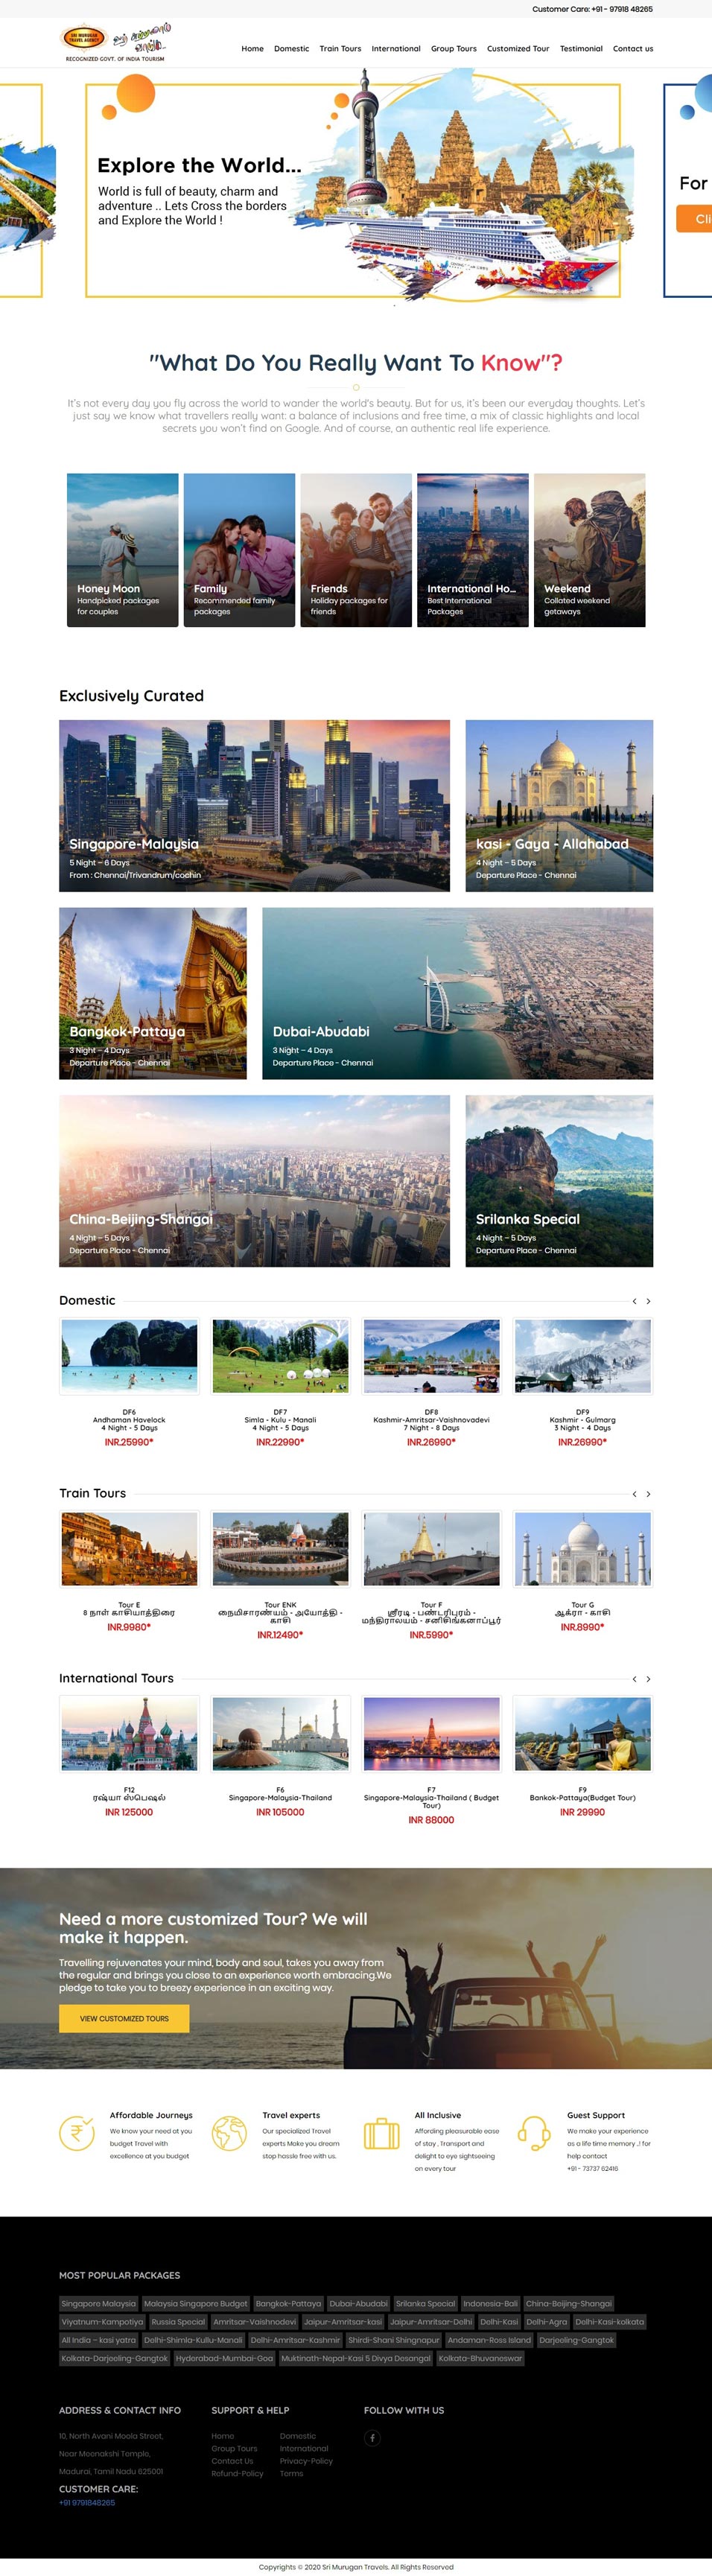 Customer Care: +91 - 97918 48265
SRI MURUGAN
TRAVEL AGENCY
RECOGNIZED GOVT. OF INDIA TOURISM
Home Domestic Train Tours International Group Tours Customized Tour Testimonial Contact us
Explore the World...
World is full of beauty, charm and
adventure .. Lets Cross the borders
and Explore the World !
For
Cli
"What Do You Really Want To Know"?
It's not every day you fly across the world to wander the world's beauty. But for us, it's been our everyday thoughts. Let's
just say we know what travellers really want: a balance of inclusions and free time, a mix of classic highlights and local
secrets you won't find on Google. And of course, an authentic real life experience.
Honey Moon
Handpicked packages
for couples
Family
Recommended family
packages
Friends
Holiday packages for
friends
International Ho...
Best International
Packages
Weekend
Collated weekend
getaways
Exclusively Curated
Singapore-Malaysia
5 Night – 6 Days
From : Chennai/Trivandrum/cochin
kasi - Gaya - Allahabad
4 Night – 5 Days
Departure Place - Chennai
Bangkok-Pattaya
3 Night – 4 Days
Departure Place - Chennai
Dubai-Abudabi
3 Night – 4 Days
Departure Place - Chennai
China-Beijing-Shangai
4 Night – 5 Days
Departure Place - Chennai
Srilanka Special
4 Night – 5 Days
Departure Place - Chennai
Domestic
DF6
Andhaman Havelock
4 Night - 5 Days
INR.25990*
DF7
Simla - Kulu - Manali
4 Night - 5 Days
INR.22990*
DF8
Kashmir-Amritsar-Vaishnovadevi
7 Night - 8 Days
INR.26990*
DF9
Kashmir - Gulmarg
3 Night - 4 Days
INR.26990*
Train Tours
Tour E
8 நாள் காசியாத்திரை
INR.9980*
Tour ENK
நைமிசாரண்யம் - அயோத்தி -
காசி
INR.12490*
Tour F
ஸ்ரீரடி - பண்டரிபுரம் -
மந்திராலயம் - சனிசிங்கனாப்பூர்
INR.5990*
Tour G
ஆக்ரா - காசி
INR.8990*
International Tours
F12
ரஷ்யா ஸ்பெஷல்
INR 125000
F6
Singapore-Malaysia-Thailand
INR 105000
F7
Singapore-Malaysia-Thailand ( Budget
Tour)
INR 88000
F9
Bankok-Pattaya(Budget Tour)
INR 29990
Need a more customized Tour? We will
make it happen.
Travelling rejuvenates your mind, body and soul, takes you away from
the regular and brings you close to an experience worth embracing.We
pledge to take you to breezy experience in an exciting way.
VIEW CUSTOMIZED TOURS
Affordable Journeys
We know your need at you
budget Travel with
excellence at you budget
Travel experts
Our specialized Travel
experts Make you dream
stop hassle free with us.
All Inclusive
Affording pleasurable ease
of stay , Transport and
delight to eye sightseeing
on every tour
Guest Support
We make your experience
as a life time memory .! for
help contact
+91 - 73737 62416
MOST POPULAR PACKAGES
Singapore Malaysia Malaysia Singapore Budget Bangkok-Pattaya Dubai-Abudabi Srilanka Special Indonesia-Bali China-Beijing-Shangai
Viyatnum-Kampotiya Russia Special Amritsar-Vaishnodevi Jaipur-Amritsar-kasi Jaipur-Amritsar-Delhi Delhi-Kasi Delhi-Agra Delhi-Kasi-kolkata
All India – kasi yatra Delhi-Shimla-Kullu-Manali Delhi-Amritsar-Kashmir Shirdi-Shani Shingnapur Andaman-Ross Island Darjeeling-Gangtok
Kolkata-Darjeeling-Gangtok Hyderabad-Mumbai-Goa Muktinath-Nepal-Kasi 5 Divya Desangal Kolkata-Bhuvaneswar
ADDRESS & CONTACT INFO
10, North Avani Moola Street,
Near Meenakshi Temple,
Madurai, Tamil Nadu 625001
CUSTOMER CARE:
+91 9791848265
SUPPORT & HELP
Home Domestic
Group Tours International
Contact Us Privacy-Policy
Refund-Policy Terms
FOLLOW WITH US
Copyrights © 2020 Sri Murugan Travels. All Rights Reserved